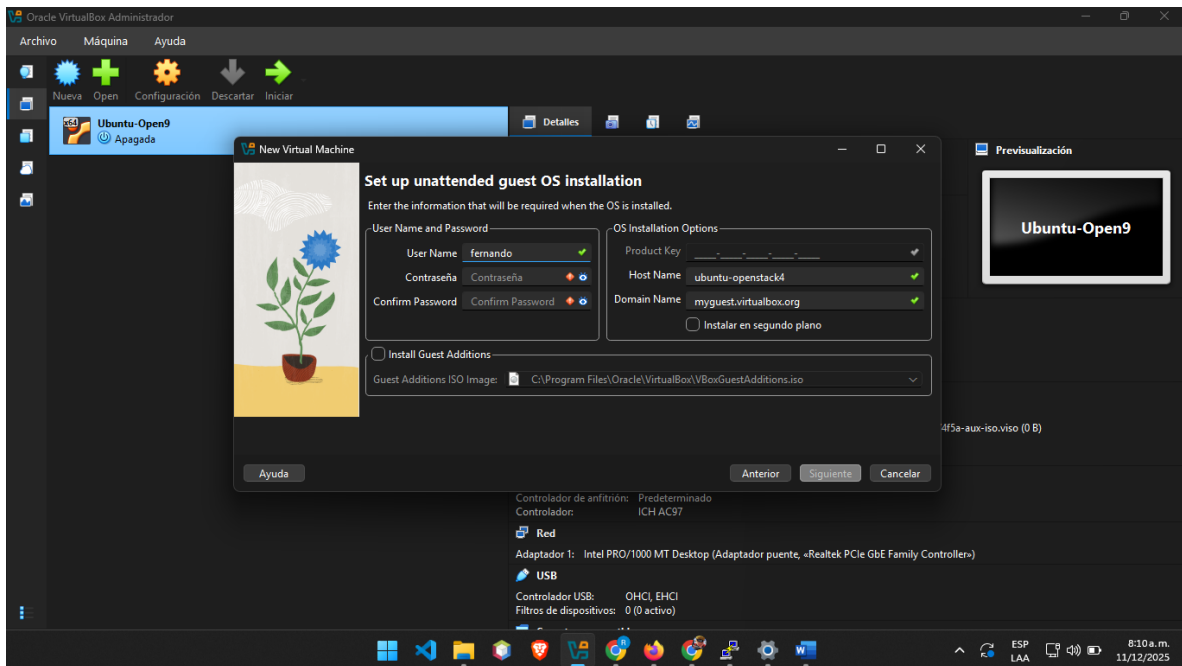 Oracle VirtualBox Administrador
Archivo Máquina Ayuda
Nueva Open Configuración Descartar Iniciar
x64
Ubuntu-Open9
Apagada
Detalles
New Virtual Machine
Previsualización
Ubuntu-Open9
Set up unattended guest OS installation
Enter the information that will be required when the OS is installed.
User Name and Password
User Name fernando
Contraseña Contraseña
Confirm Password Confirm Password
OS Installation Options
Product Key _____-_____-_____-_____-_____
Host Name ubuntu-openstack4
Domain Name myguest.virtualbox.org
Instalar en segundo plano
Install Guest Additions
Guest Additions ISO Image: C:\Program Files\Oracle\VirtualBox\VBoxGuestAdditions.iso
4f5a-aux-iso.viso (0 B)
Ayuda Anterior Siguiente Cancelar
Controlador de anfitrión: Predeterminado
Controlador: ICH AC97
Red
Adaptador 1: Intel PRO/1000 MT Desktop (Adaptador puente, «Realtek PCIe GbE Family Controller»)
USB
Controlador USB: OHCI, EHCI
Filtros de dispositivos: 0 (0 activo)
ESP
LAA
8:10 a.m.
11/12/2025